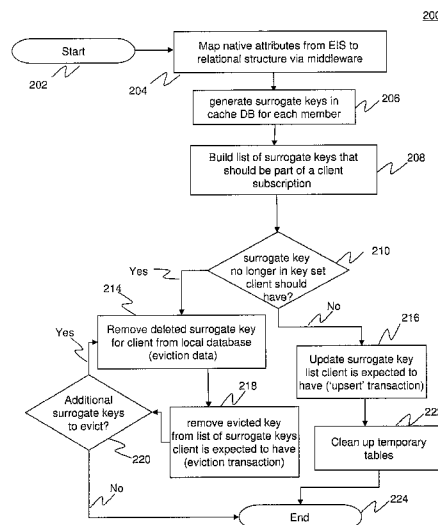 200
Start
202
Map native attributes from EIS to
relational structure via middleware
204
generate surrogate keys in
cache DB for each member
206
Build list of surrogate keys that
should be part of a client
subscription
208
surrogate key
no longer in key set
client should
have?
210
Yes
No
214
Remove deleted surrogate key
for client from local database
(eviction data)
216
Update surrogate key
list client is expected to
have ('upsert' transaction)
Yes
218
remove evicted key
from list of surrogate keys
client is expected to have
(eviction transaction)
Additional
surrogate keys
to evict?
220
Clean up temporary
tables
No
End
224